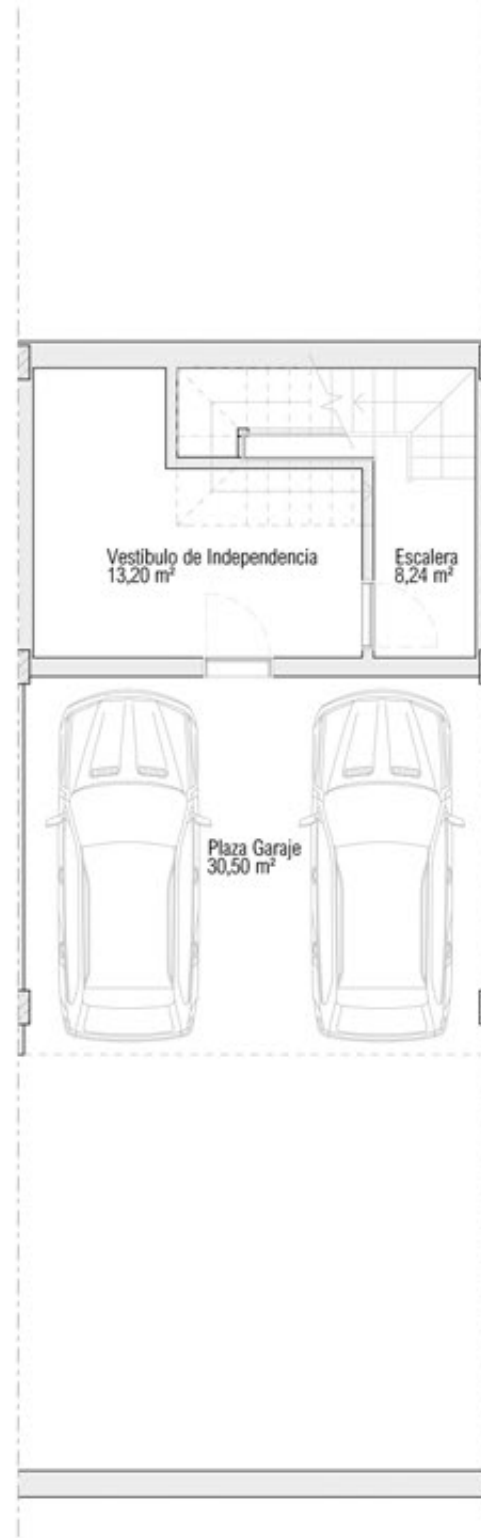 Vestíbulo de Independencia
13,20 m²
Escalera
8,24 m²
Plaza Garaje
30,50 m²